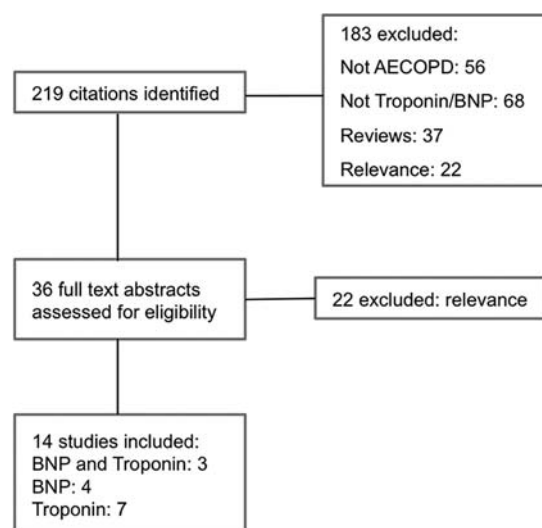 219 citations identified
183 excluded:
Not AECOPD: 56
Not Troponin/BNP: 68
Reviews: 37
Relevance: 22
36 full text abstracts
assessed for eligibility
22 excluded: relevance
14 studies included:
BNP and Troponin: 3
BNP: 4
Troponin: 7